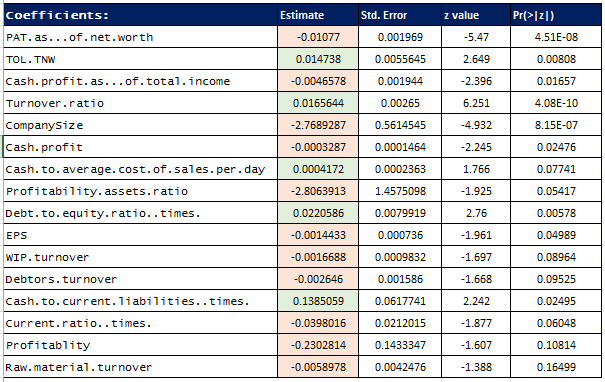 Coefficients: Estimate Std. Error z value Pr(>|z|)
PAT.as...of.net.worth -0.01077 0.001969 -5.47 4.51E-08
TOL.TNW 0.014738 0.0055645 2.649 0.00808
Cash.profit.as...of.total.income -0.0046578 0.001944 -2.396 0.01657
Turnover.ratio 0.0165644 0.00265 6.251 4.08E-10
CompanySize -2.7689287 0.5614545 -4.932 8.15E-07
Cash.profit -0.0003287 0.0001464 -2.245 0.02476
Cash.to.average.cost.of.sales.per.day 0.0004172 0.0002363 1.766 0.07741
Profitability.assets.ratio -2.8063913 1.4575098 -1.925 0.05417
Debt.to.equity.ratio..times. 0.0220586 0.0079919 2.76 0.00578
EPS -0.0014433 0.000736 -1.961 0.04989
WIP.turnover -0.0016688 0.0009832 -1.697 0.08964
Debtors.turnover -0.002646 0.001586 -1.668 0.09525
Cash.to.current.liabilities..times. 0.1385059 0.0617741 2.242 0.02495
Current.ratio..times. -0.0398016 0.0212015 -1.877 0.06048
Profitablity -0.2302814 0.1433347 -1.607 0.10814
Raw.material.turnover -0.0058978 0.0042476 -1.388 0.16499